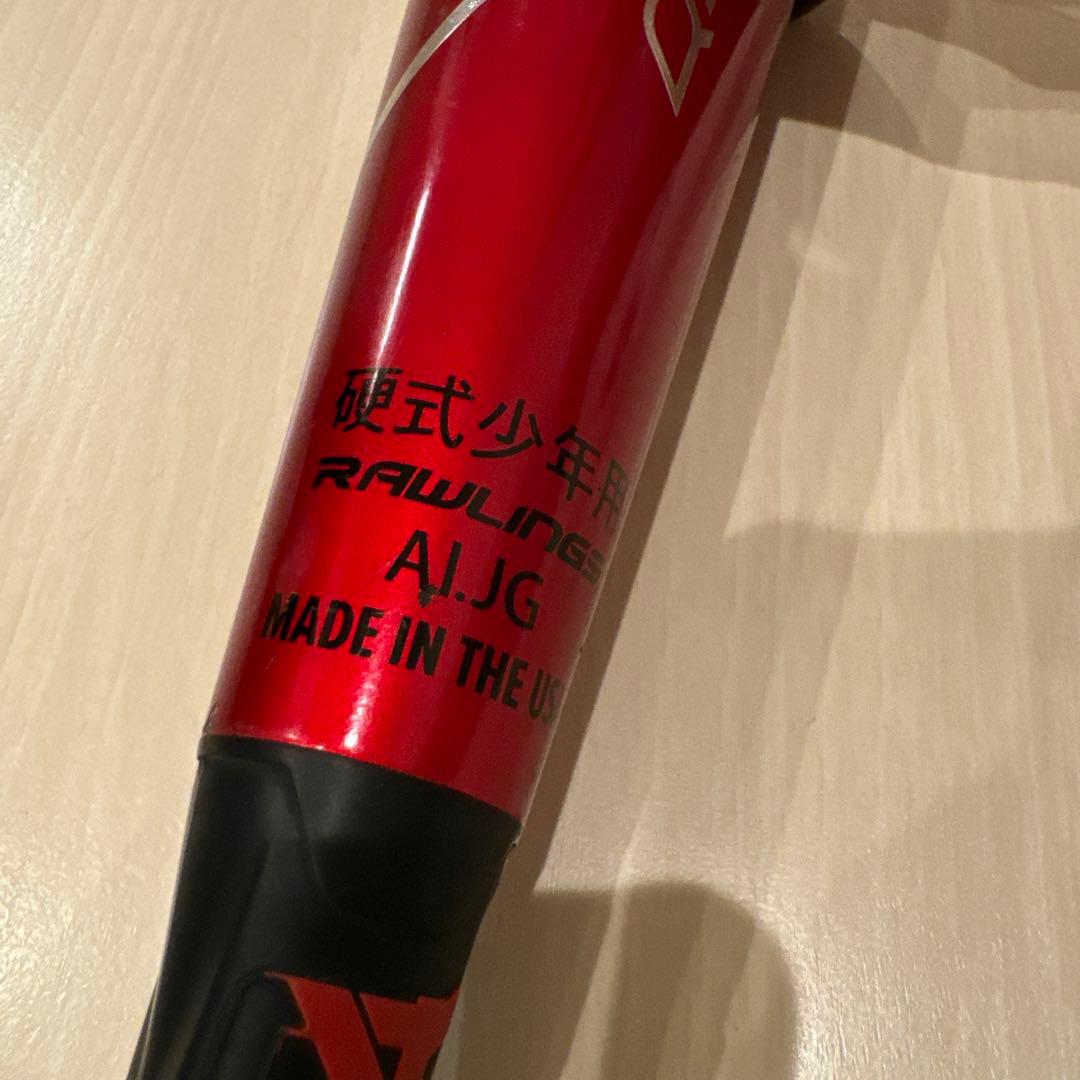 硬式少年用
RAWLINGS
AI.JG
MADE IN THE US